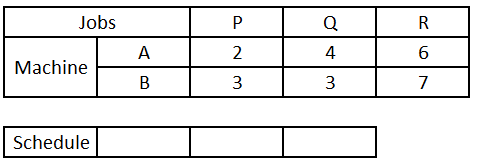 Jobs P Q R
Machine A 2 4 6
B 3 3 7
Schedule